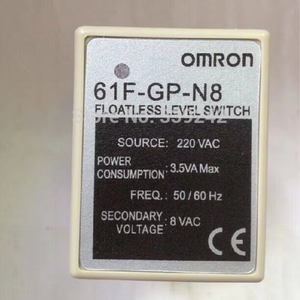 OMRON
61F-GP-N8
FLOATLESS LEVEL SWITCH
SOURCE: 220 VAC
POWER
CONSUMPTION : 3.5VA Max
FREQ. : 50 / 60 Hz
SECONDARY
VOLTAGE : 8 VAC
CE